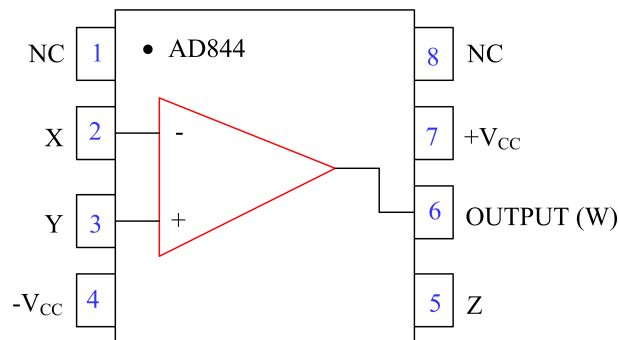 NC 1 • AD844 8 NC
X 2 - 7 +VCC
Y 3 + 6 OUTPUT (W)
-VCC 4 5 Z